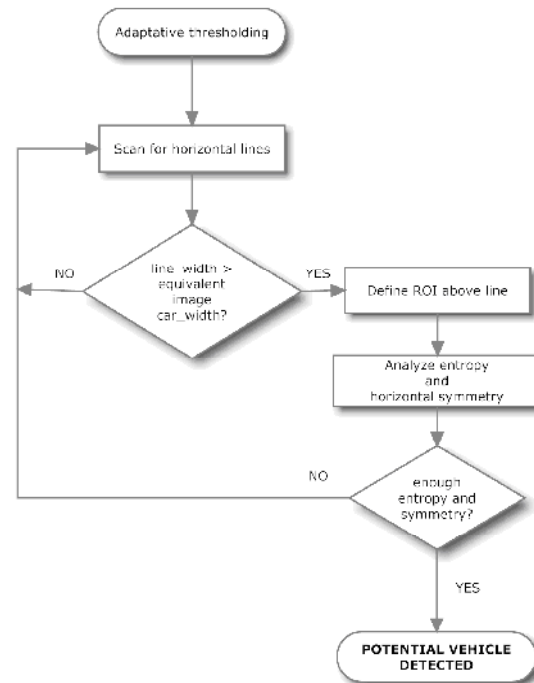 Adaptative thresholding
Scan for horizontal lines
NO
line_width >
equivalent
image
car_width?
YES
Define ROI above line
Analyze entropy
and
horizontal symmetry
NO
enough
entropy and
symmetry?
YES
POTENTIAL VEHICLE
DETECTED